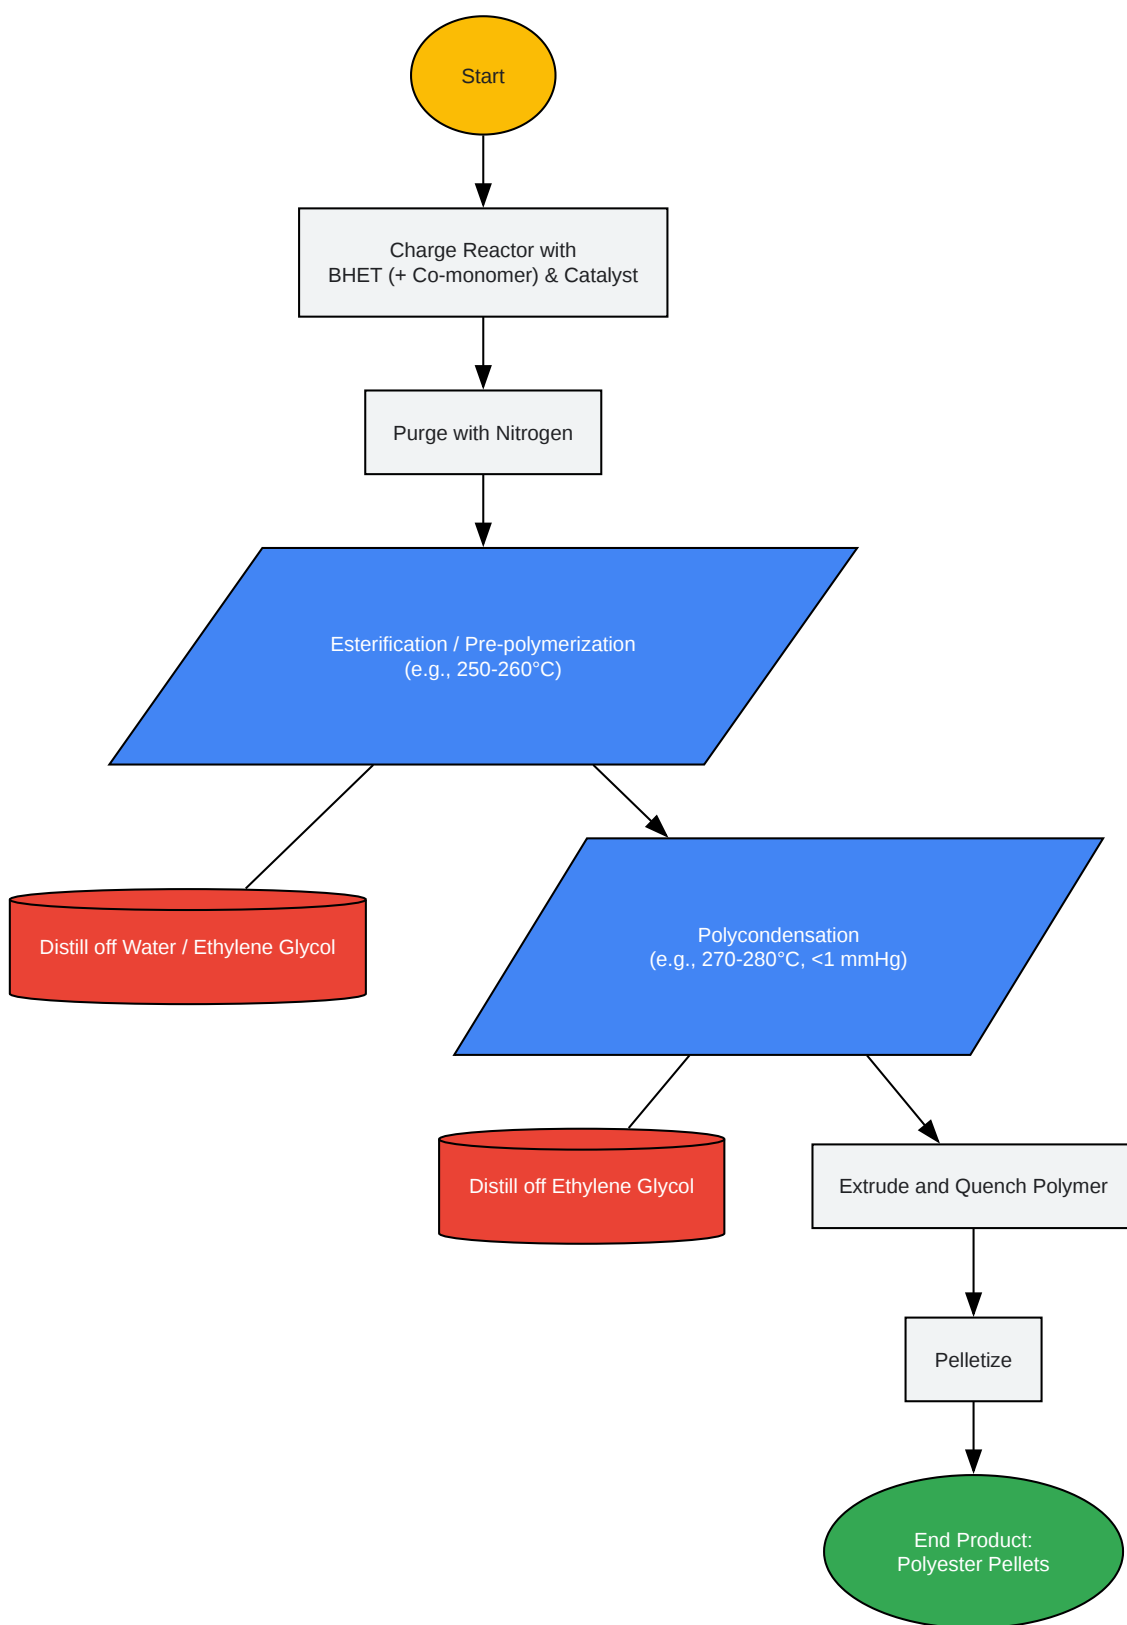 Start
Charge Reactor with
BHET (+ Co-monomer) & Catalyst
Purge with Nitrogen
Esterification / Pre-polymerization
(e.g., 250-260°C)
Distill off Water / Ethylene Glycol
Polycondensation
(e.g., 270-280°C, <1 mmHg)
Distill off Ethylene Glycol
Extrude and Quench Polymer
Pelletize
End Product:
Polyester Pellets